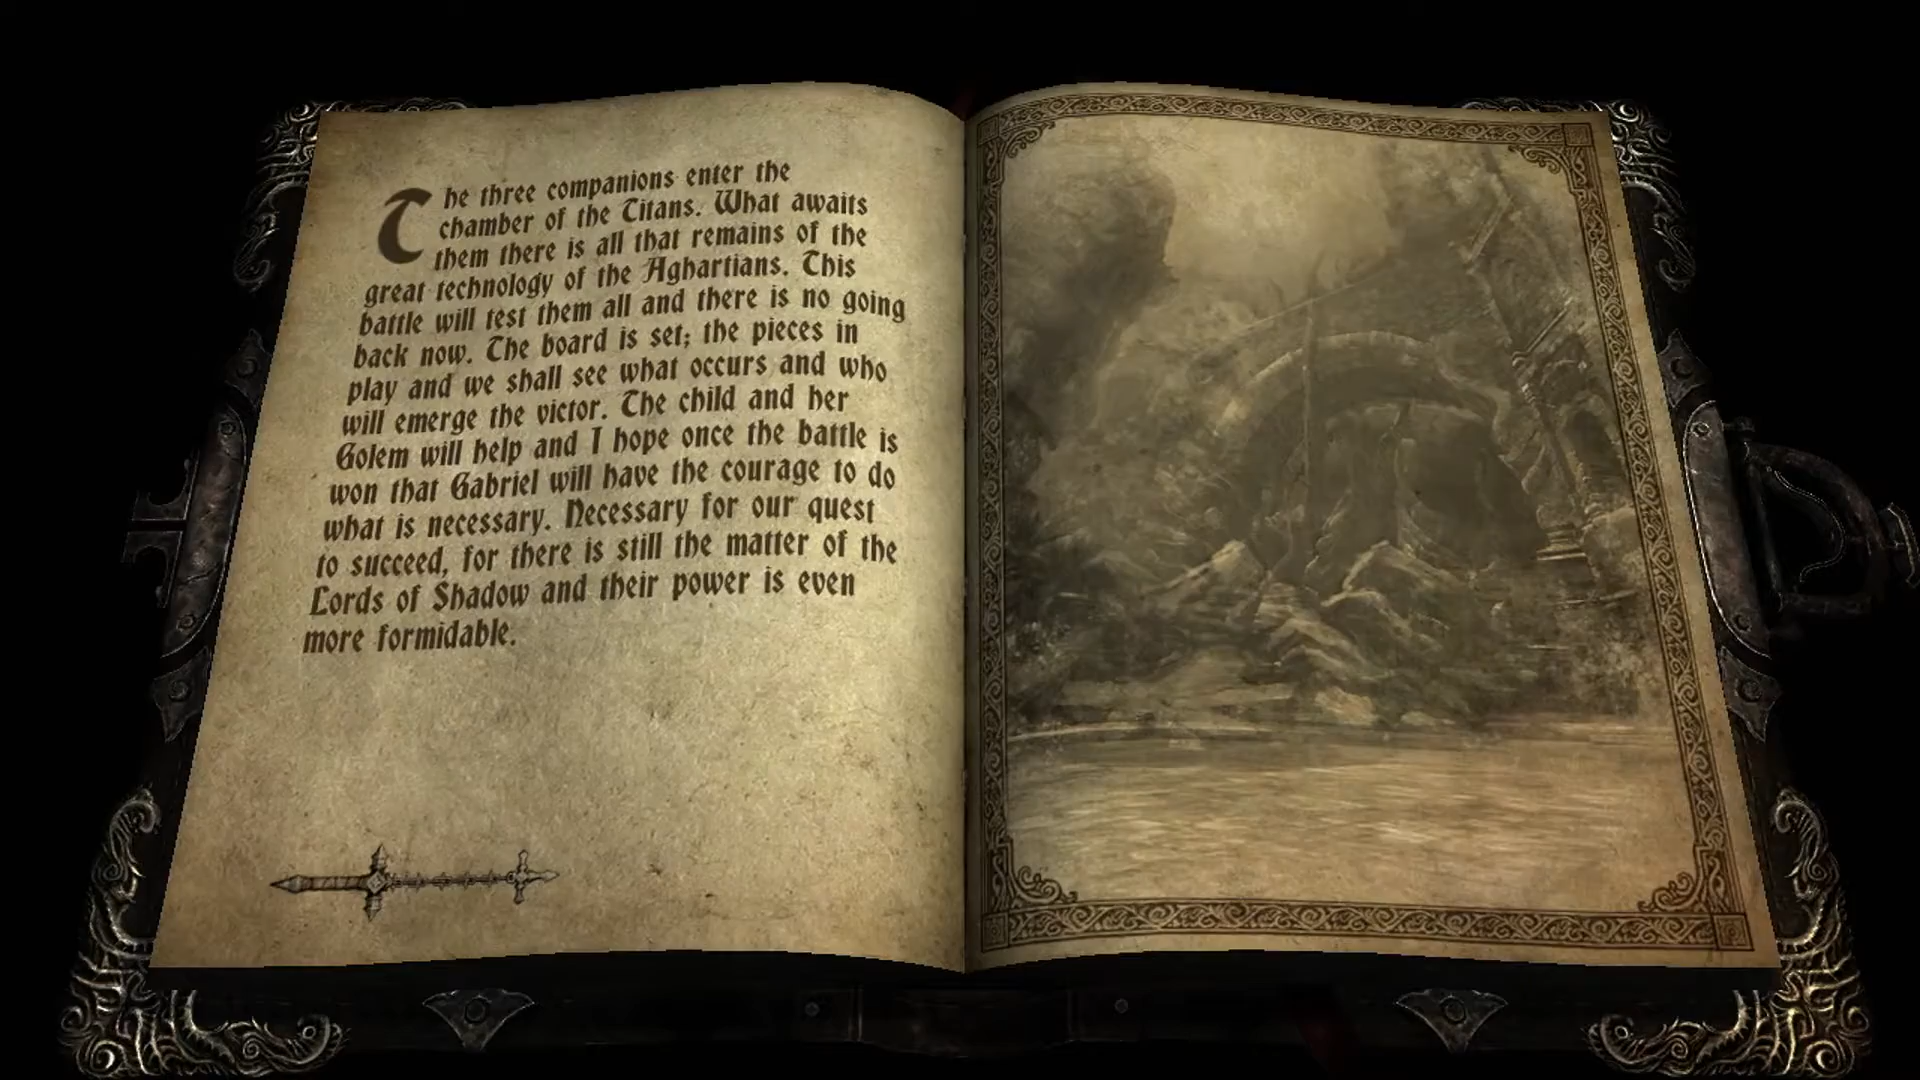 The three companions enter the
chamber of the Titans. What awaits
them there is all that remains of the
great technology of the Aghartians. This
battle will test them all and there is no going
back now. The board is set; the pieces in
play and we shall see what occurs and who
will emerge the victor. The child and her
Golem will help and I hope once the battle is
won that Gabriel will have the courage to do
what is necessary. Necessary for our quest
to succeed, for there is still the matter of the
Lords of Shadow and their power is even
more formidable.